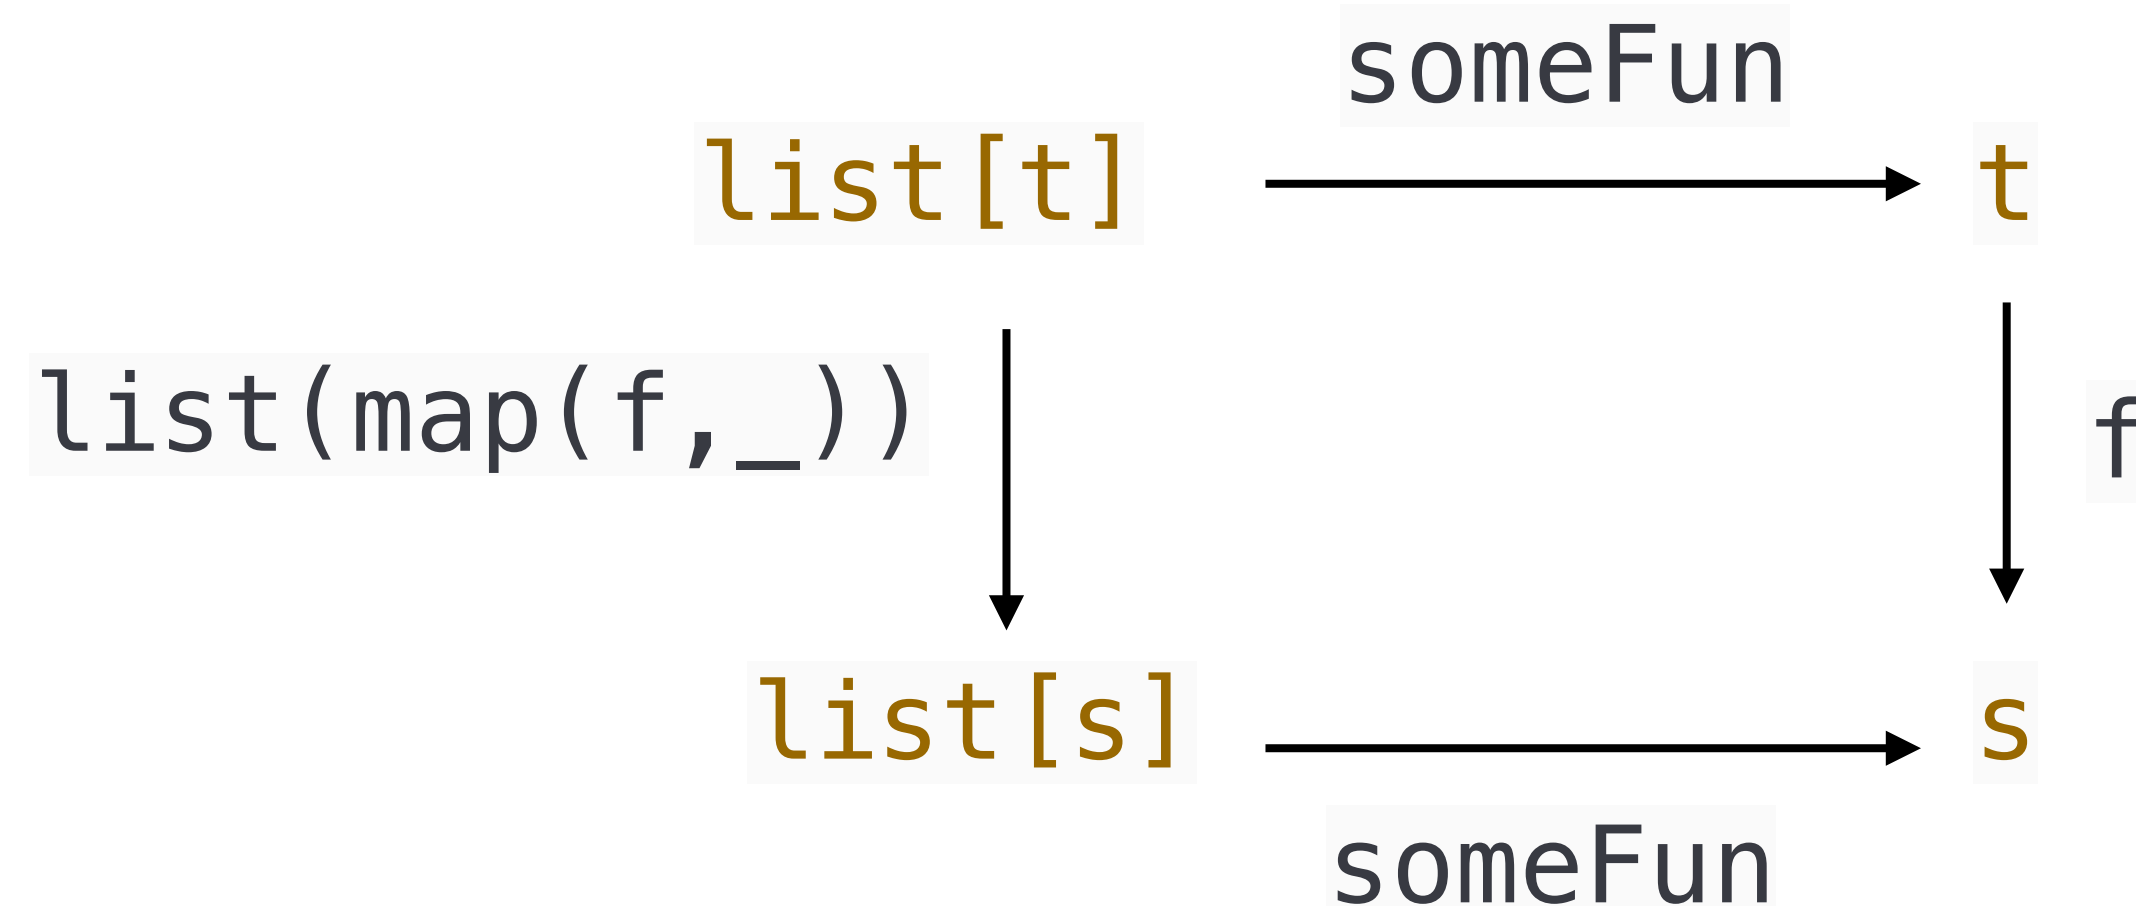 someFun
list[t]
t
list(map(f,_))
f
list[s]
s
someFun